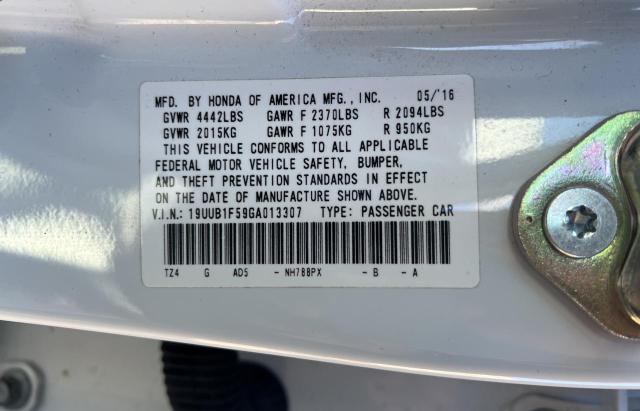 MFD. BY HONDA OF AMERICA MFG., INC. 05/'16
GVWR 4442LBS GAWR F 2370LBS R 2094LBS
GVWR 2015KG GAWR F 1075KG R 950KG
THIS VEHICLE CONFORMS TO ALL APPLICABLE
FEDERAL MOTOR VEHICLE SAFETY, BUMPER,
AND THEFT PREVENTION STANDARDS IN EFFECT
ON THE DATE OF MANUFACTURE SHOWN ABOVE.
V.I.N.: 19UUB1F59GA013307 TYPE: PASSENGER CAR
TZ4 G AD5 - NH788PX - B - A